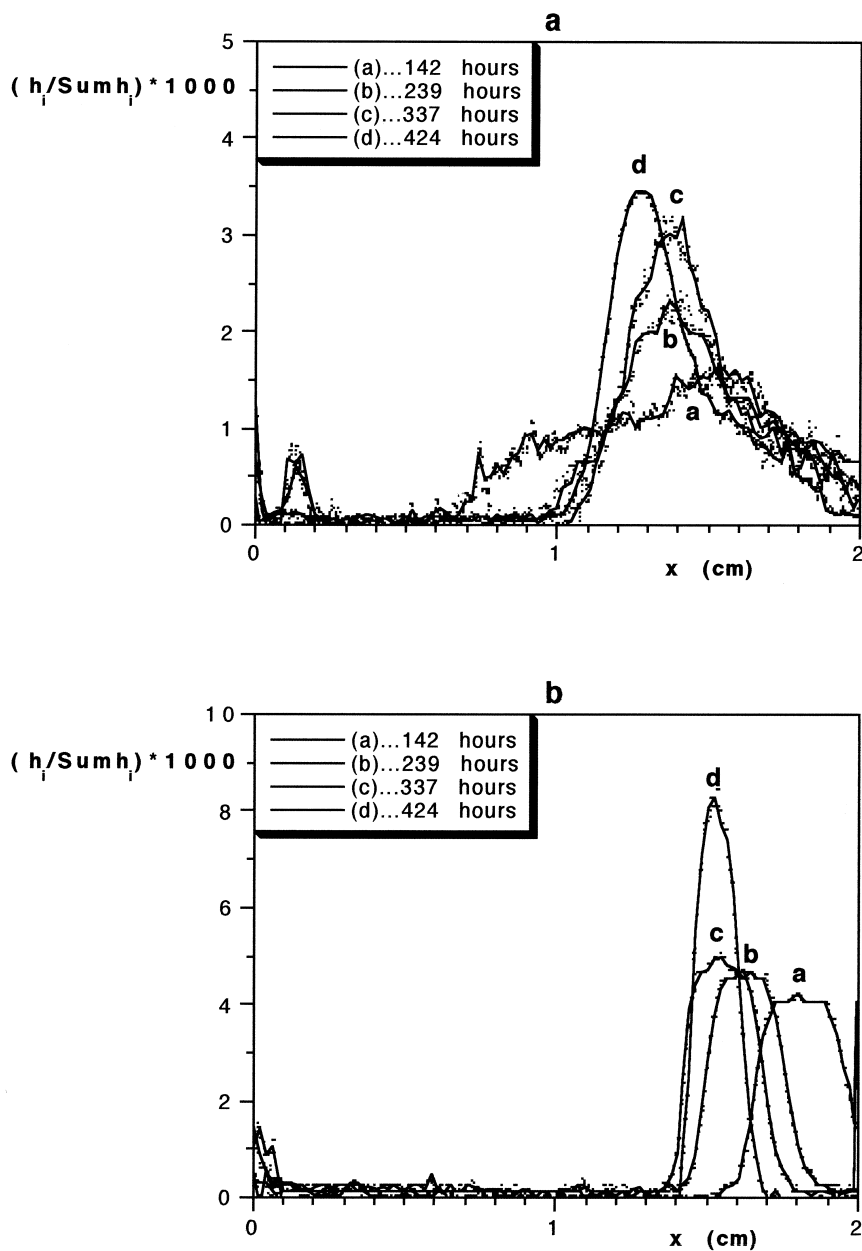 a
5
(a)...142 hours
(h_i/Sumh_i)*1000
(b)...239 hours
(c)...337 hours
4
(d)...424 hours
d
c
3
2
b
a
1
0
0 1 2
x (cm)
b
10
(a)...142 hours
(h_i/Sumh_i)*1000
(b)...239 hours
(c)...337 hours
d
8
(d)...424 hours
6
c
b
a
4
2
0
0 1 2
x (cm)